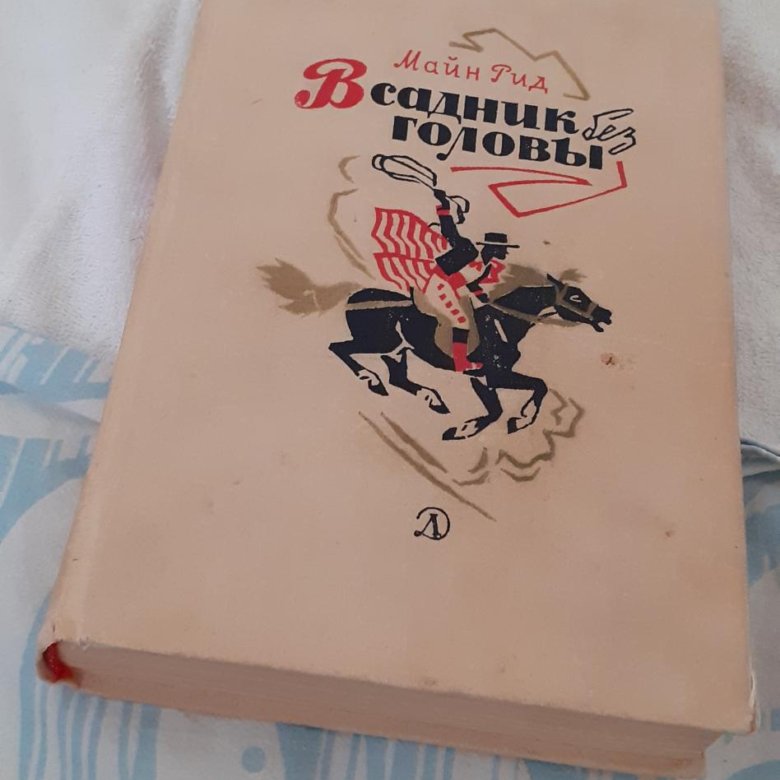 Майн Рид
Всадник без
головы
Д